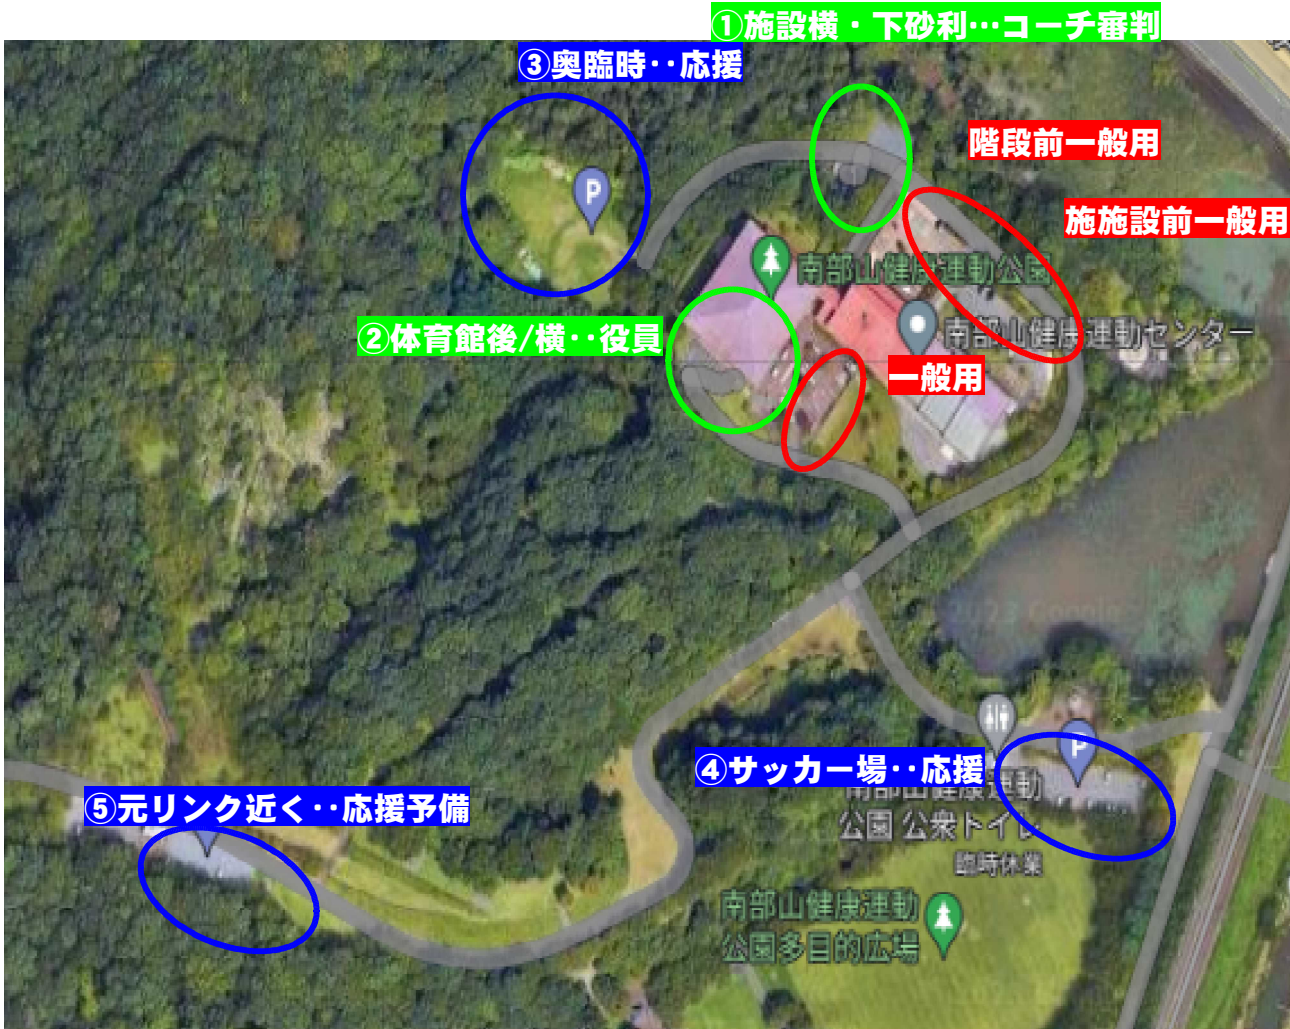 ①施設横・下砂利…コーチ審判
③奥臨時‥応援
階段前一般用
施施設前一般用
南部山健康運動公園
②体育館後/横‥役員
南部山健康運動センター
一般用
2023 Google
P
P
④サッカー場‥応援
南部山健康運動
公園 公衆トイレ
臨時休業
⑤元リンク近く‥応援予備
南部山健康運動
公園多目的広場